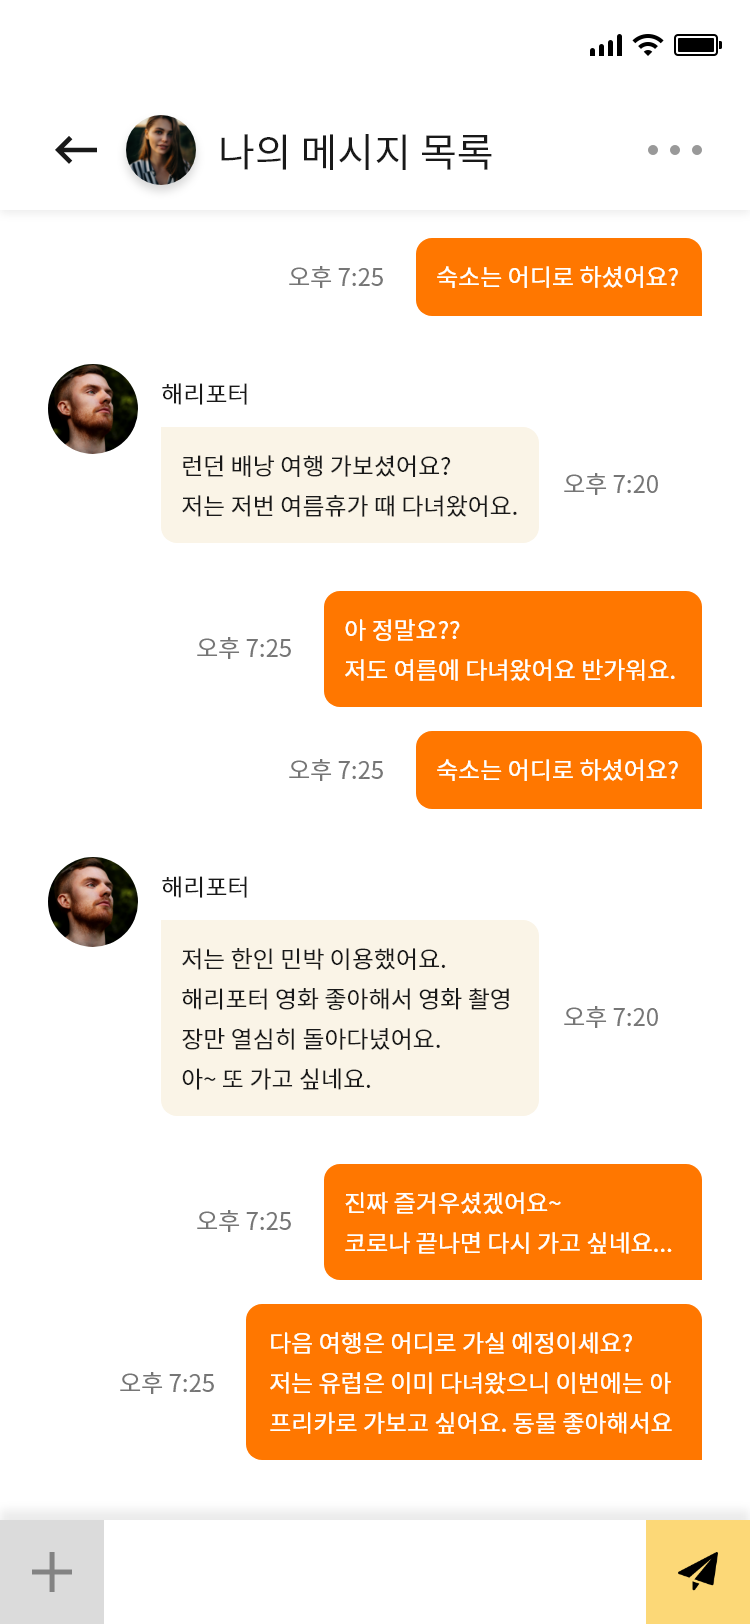 나의 메시지 목록
오후 7:25
숙소는 어디로 하셨어요?
해리포터
런던 배낭 여행 가보셨어요?
저는 저번 여름휴가 때 다녀왔어요.
오후 7:20
아 정말요??
저도 여름에 다녀왔어요 반가워요.
오후 7:25
오후 7:25
숙소는 어디로 하셨어요?
해리포터
저는 한인 민박 이용했어요.
해리포터 영화 좋아해서 영화 촬영
장만 열심히 돌아다녔어요.
아~ 또 가고 싶네요.
오후 7:20
진짜 즐거우셨겠어요~
코로나 끝나면 다시 가고 싶네요...
오후 7:25
다음 여행은 어디로 가실 예정이세요?
저는 유럽은 이미 다녀왔으니 이번에는 아
프리카로 가보고 싶어요. 동물 좋아해서요
오후 7:25